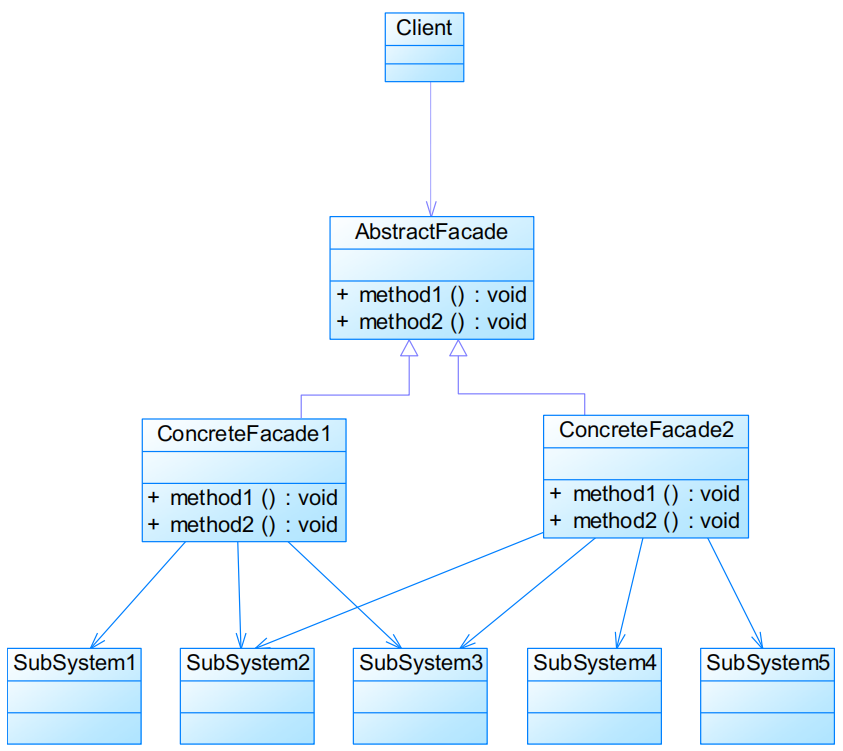 Client
AbstractFacade
+ method1 () : void
+ method2 () : void
ConcreteFacade1
+ method1 () : void
+ method2 () : void
ConcreteFacade2
+ method1 () : void
+ method2 () : void
SubSystem1
SubSystem2
SubSystem3
SubSystem4
SubSystem5